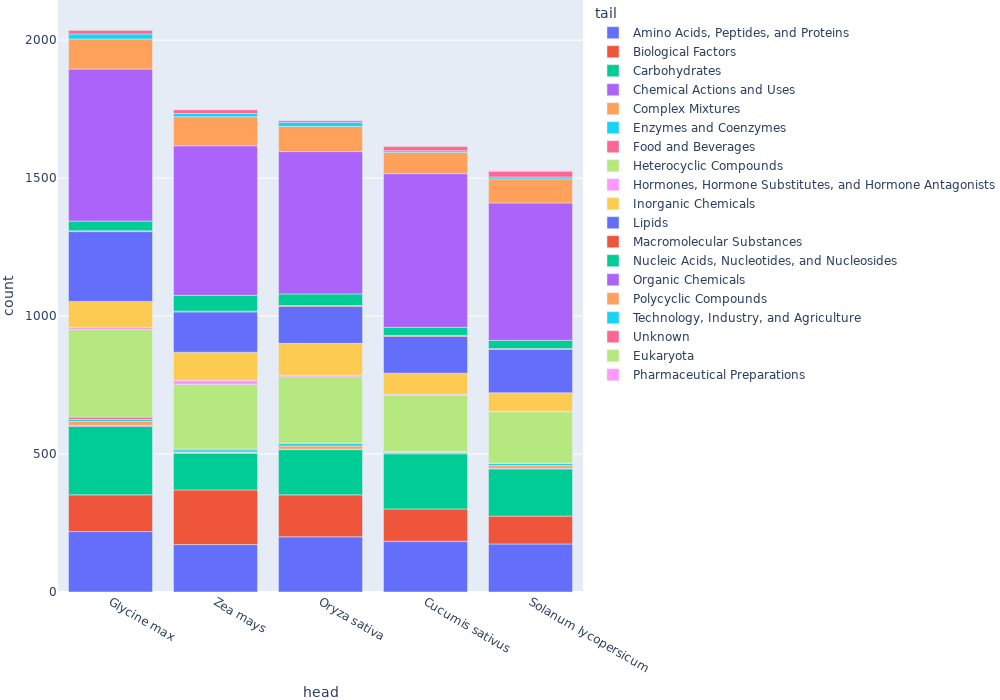 tail
Amino Acids, Peptides, and Proteins
Biological Factors
Carbohydrates
Chemical Actions and Uses
Complex Mixtures
Enzymes and Coenzymes
Food and Beverages
Heterocyclic Compounds
Hormones, Hormone Substitutes, and Hormone Antagonists
Inorganic Chemicals
Lipids
Macromolecular Substances
Nucleic Acids, Nucleotides, and Nucleosides
Organic Chemicals
Polycyclic Compounds
Technology, Industry, and Agriculture
Unknown
Eukaryota
Pharmaceutical Preparations
2000
1500
1000
500
0
count
Glycine max
Zea mays
Oryza sativa
Cucumis sativus
Solanum lycopersicum
head